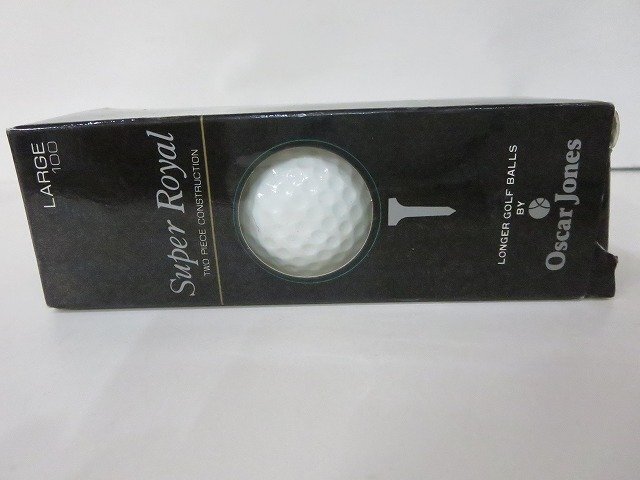 LARGE
100
Super Royal
TWO PIECE CONSTRUCTION
LONGER GOLF BALLS
BY
Oscar Jones